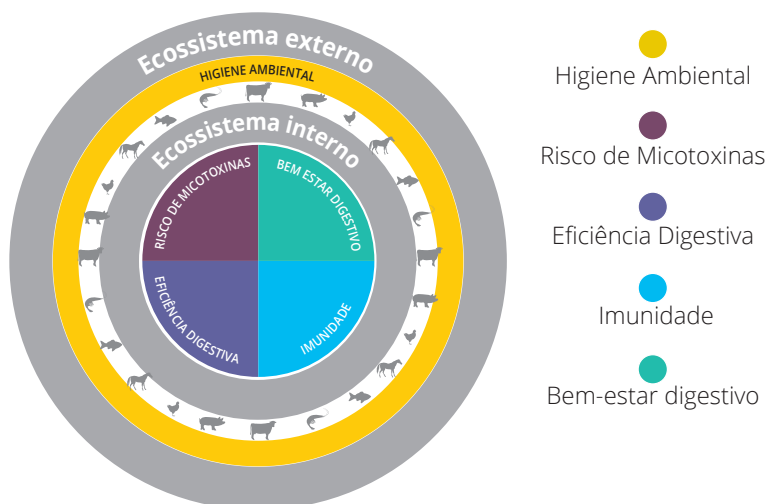 Ecossistema externo
HIGIENE AMBIENTAL
Ecossistema interno
RISCO DE MICOTOXINAS
BEM ESTAR DIGESTIVO
EFICIÊNCIA DIGESTIVA
IMUNIDADE
Higiene Ambiental
Risco de Micotoxinas
Eficiência Digestiva
Imunidade
Bem-estar digestivo